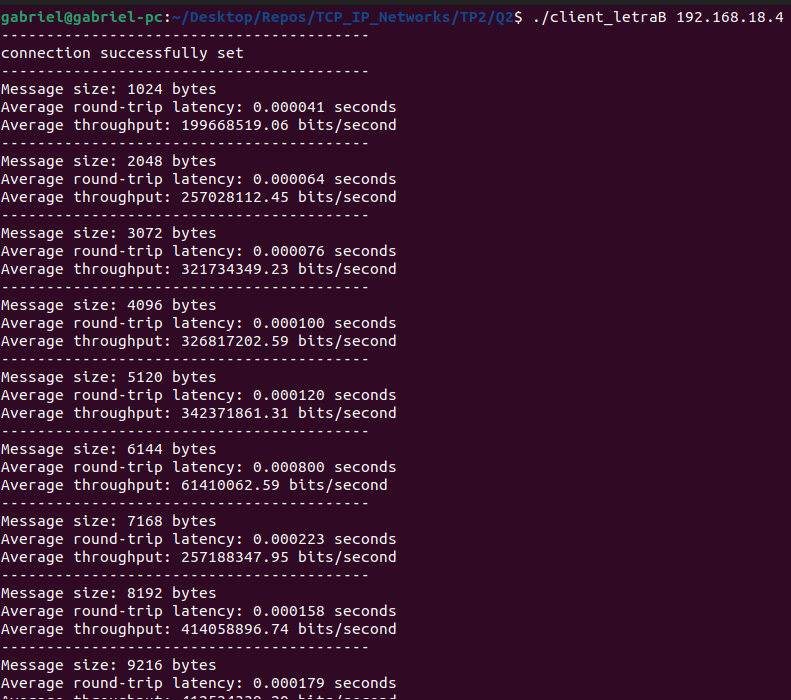 gabriel@gabriel-pc:~/Desktop/Repos/TCP_IP_Networks/TP2/Q2$ ./client_letraB 192.168.18.4
-----------------------------------------
connection successfully set
-----------------------------------------
Message size: 1024 bytes
Average round-trip latency: 0.000041 seconds
Average throughput: 199668519.06 bits/second
-----------------------------------------
Message size: 2048 bytes
Average round-trip latency: 0.000064 seconds
Average throughput: 257028112.45 bits/second
-----------------------------------------
Message size: 3072 bytes
Average round-trip latency: 0.000076 seconds
Average throughput: 321734349.23 bits/second
-----------------------------------------
Message size: 4096 bytes
Average round-trip latency: 0.000100 seconds
Average throughput: 326817202.59 bits/second
-----------------------------------------
Message size: 5120 bytes
Average round-trip latency: 0.000120 seconds
Average throughput: 342371861.31 bits/second
-----------------------------------------
Message size: 6144 bytes
Average round-trip latency: 0.000800 seconds
Average throughput: 61410062.59 bits/second
-----------------------------------------
Message size: 7168 bytes
Average round-trip latency: 0.000223 seconds
Average throughput: 257188347.95 bits/second
-----------------------------------------
Message size: 8192 bytes
Average round-trip latency: 0.000158 seconds
Average throughput: 414058896.74 bits/second
-----------------------------------------
Message size: 9216 bytes
Average round-trip latency: 0.000179 seconds
Average throughput: bits/second